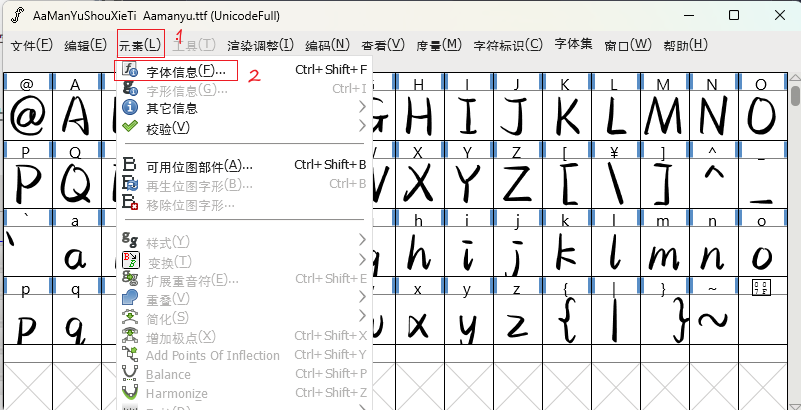 AaManYuShouXieTi Aamanyu.ttf (UnicodeFull)
文件(F) 编辑(E) 元素(L) 工具(T) 渲染调整(I) 编码(N) 查看(V) 度量(M) 字符标识(C) 字体集 窗口(W) 帮助(H)
1
字体信息(F)... Ctrl+Shift+F
2
字形信息(G)... Ctrl+I
其它信息
校验(V)
可用位图部件(A)... Ctrl+Shift+B
再生位图字形(B)... Ctrl+B
移除位图字形...
样式(Y)
变换(T)
扩展重音符(E)... Ctrl+Shift+E
重叠(V)
简化(S)
增加极点(X) Ctrl+Shift+X
Add Points Of Inflection Ctrl+Shift+Y
Balance Ctrl+Shift+P
Harmonize Ctrl+Shift+Z
@ A H I J K L M N O
@ A G H I J K L M N O
P Q X Y Z [ ¥ ] ^ _
P Q X Y Z [ \ ] ^ _
` a h i j k l m n o
` a h i j k l m n o
p q x y z { | } ~
p q x y z { | } ~